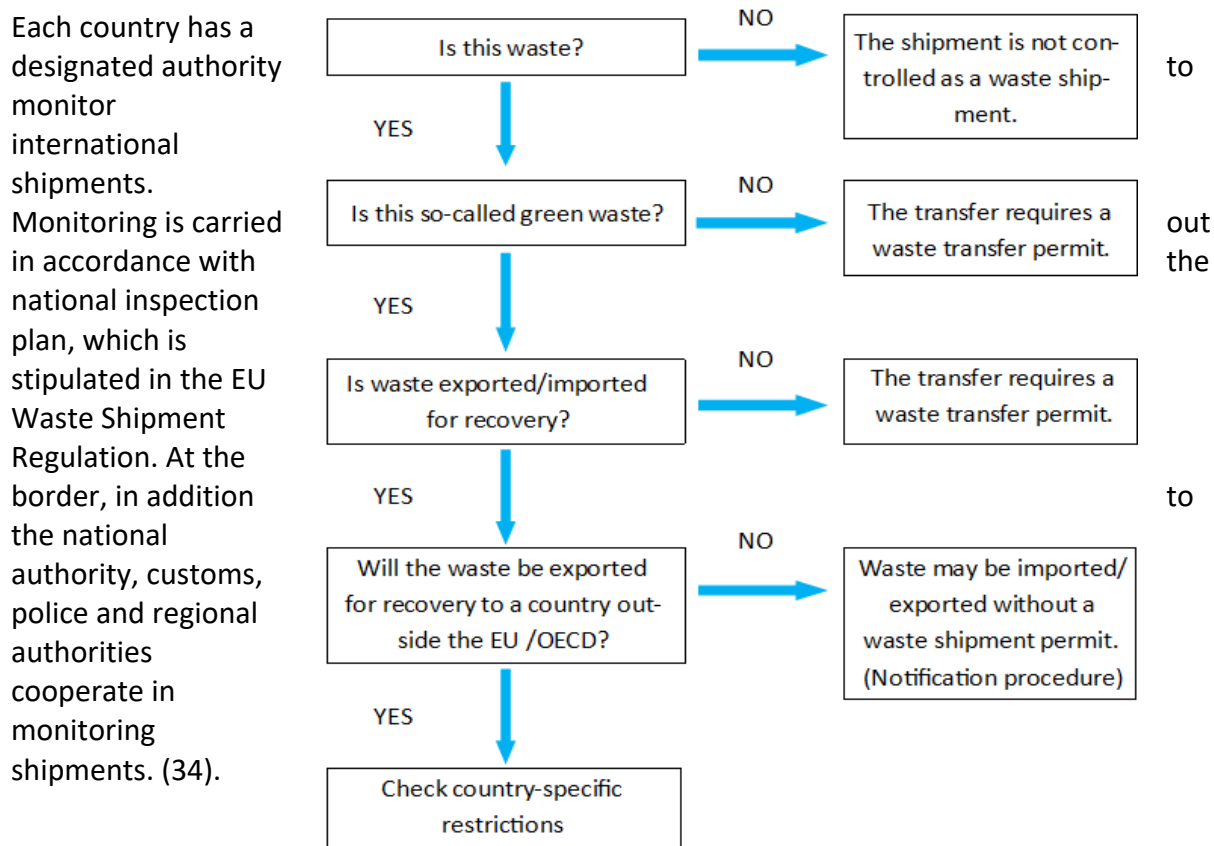 Each country has a
designated authority to
monitor
international
shipments.
Monitoring is carried out
in accordance with the
national inspection
plan, which is
stipulated in the EU
Waste Shipment
Regulation. At the
border, in addition to
the national
authority, customs,
police and regional
authorities
cooperate in
monitoring
shipments. (34).
Is this waste?
NO
The shipment is not con-
trolled as a waste ship-
ment.
YES
Is this so-called green waste?
NO
The transfer requires a
waste transfer permit.
YES
Is waste exported/imported
for recovery?
NO
The transfer requires a
waste transfer permit.
YES
Will the waste be exported
for recovery to a country out-
side the EU /OECD?
NO
Waste may be imported/
exported without a
waste shipment permit.
(Notification procedure)
YES
Check country-specific
restrictions